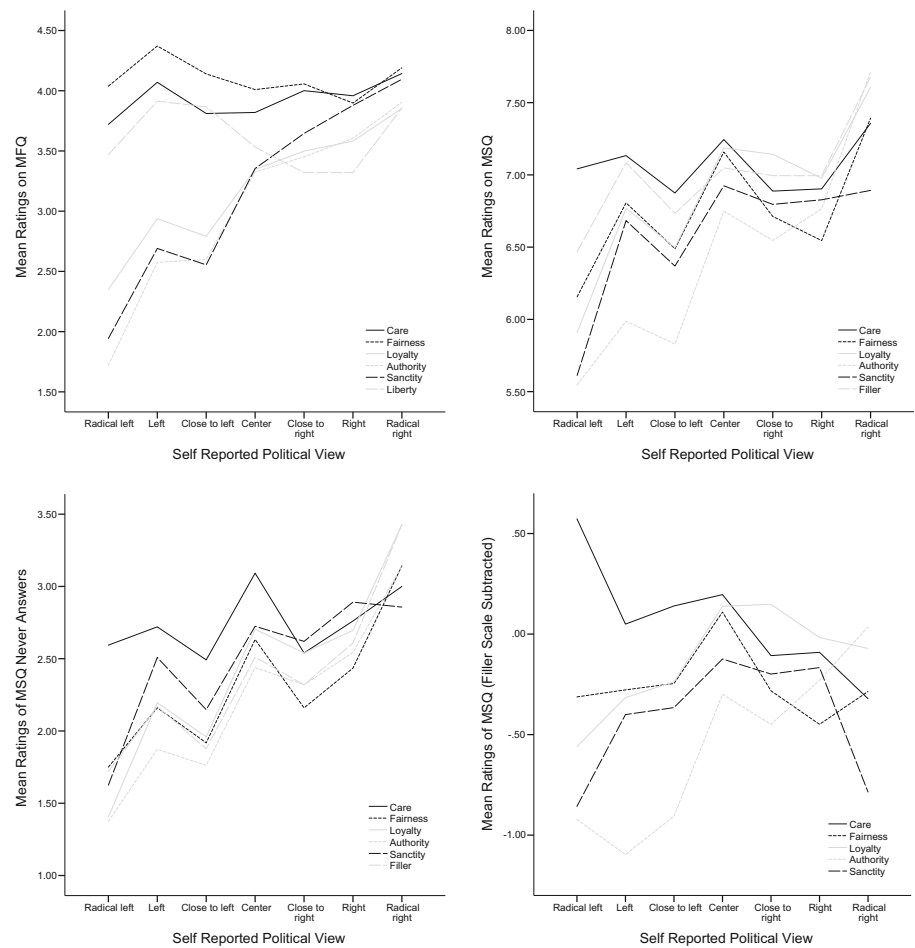 Mean Ratings on MFQ
4.50
4.00
3.50
3.00
2.50
2.00
1.50
Care
Fairness
Loyalty
Authority
Sanctity
Liberty
Radical left Left Close to left Center Close to right Right Radical right
Self Reported Political View
Mean Ratings on MSQ
8.00
7.50
7.00
6.50
6.00
5.50
Care
Fairness
Loyalty
Authority
Sanctity
Filler
Radical left Left Close to left Center Close to right Right Radical right
Self Reported Political View
Mean Ratings of MSQ Never Answers
3.50
3.00
2.50
2.00
1.50
1.00
Care
Fairness
Loyalty
Authority
Sanctity
Filler
Radical left Left Close to left Center Close to right Right Radical right
Self Reported Political View
Mean Ratings of MSQ (Filler Scale Subtracted)
.50
.00
-.50
-1.00
Care
Fairness
Loyalty
Authority
Sanctity
Radical left Left Close to left Center Close to right Right Radical right
Self Reported Political View